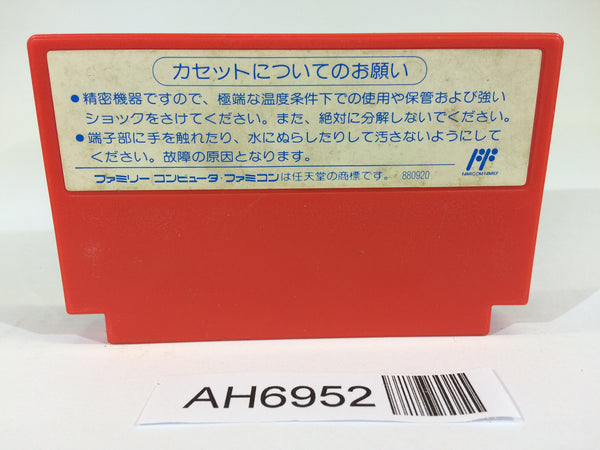 カセットについてのお願い
●精密機器ですので、極端な温度条件下での使用や保管および強い
ショックをさけてください。また、絶対に分解しないでください。
●端子部に手を触れたり、水にぬらしたりして汚さないようにして
ください。故障の原因となります。
ファミリーコンピュータ・ファミコンは任天堂の商標です。 880920
FAMICOM FAMILY
AH6952